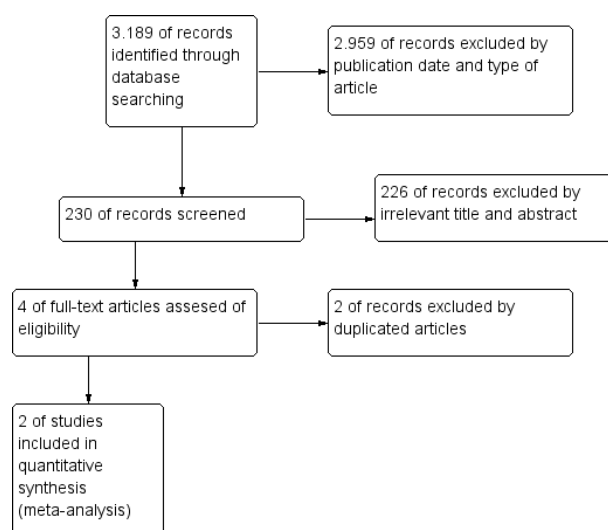 3.189 of records
identified through
database
searching
2.959 of records excluded by
publication date and type of
article
230 of records screened
226 of records excluded by
irrelevant title and abstract
4 of full-text articles assesed of
eligibility
2 of records excluded by
duplicated articles
2 of studies
included in
quantitative
synthesis
(meta-analysis)